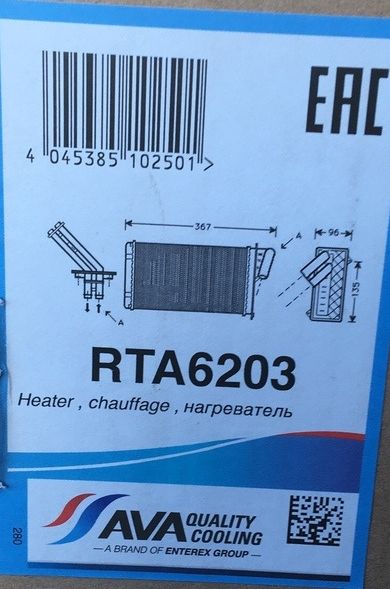 4 045385 102501 >
EAC
367
A
96
135
A
RTA6203
Heater , chauffage , нагреватель
280
AVA QUALITY COOLING
— A BRAND OF ENTEREX GROUP —